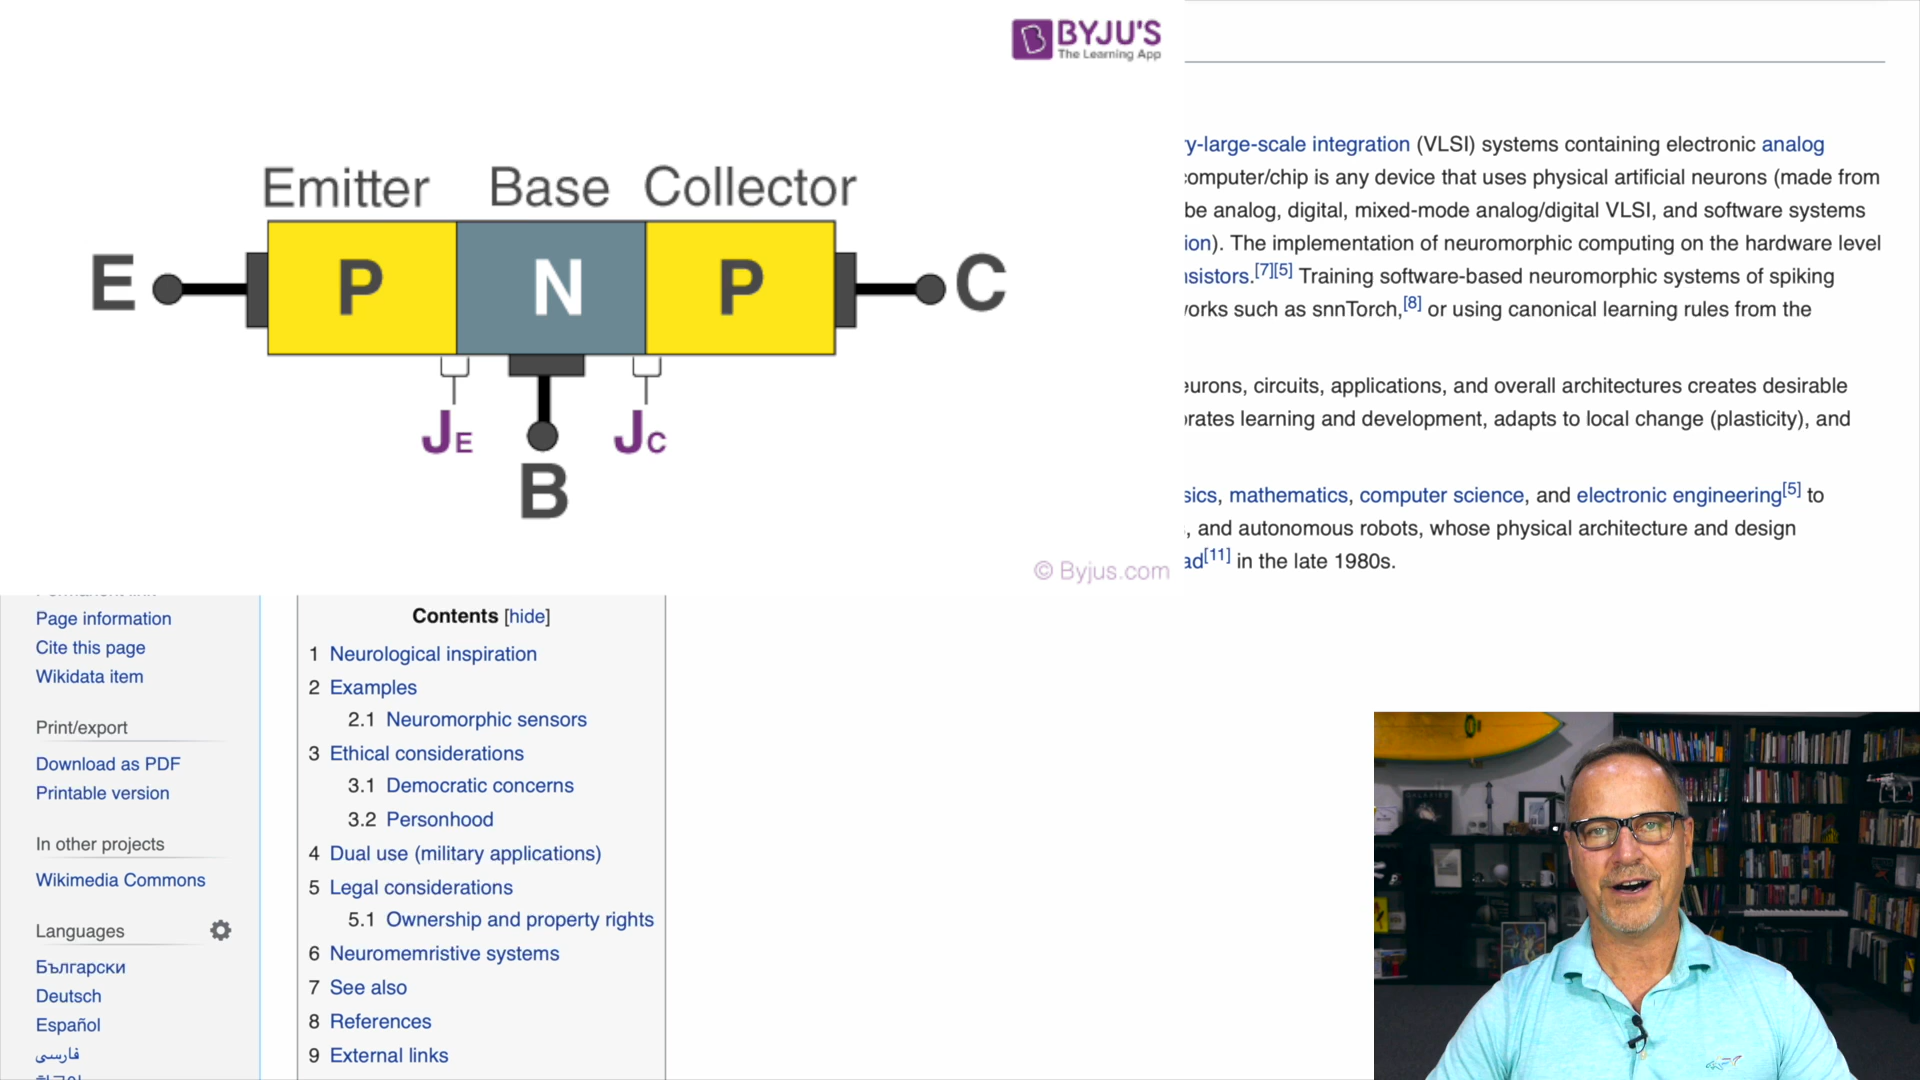 BYJU'S
The Learning App
Emitter Base Collector
E P N P C
JE JC
B
© Byjus.com
y-large-scale integration (VLSI) systems containing electronic analog
computer/chip is any device that uses physical artificial neurons (made from
be analog, digital, mixed-mode analog/digital VLSI, and software systems
ion). The implementation of neuromorphic computing on the hardware level
nsistors.[7][5] Training software-based neuromorphic systems of spiking
works such as snnTorch,[8] or using canonical learning rules from the
eurons, circuits, applications, and overall architectures creates desirable
orates learning and development, adapts to local change (plasticity), and
sics, mathematics, computer science, and electronic engineering[5] to
, and autonomous robots, whose physical architecture and design
ad[11] in the late 1980s.
Page information
Cite this page
Wikidata item
Print/export
Download as PDF
Printable version
In other projects
Wikimedia Commons
Languages
Български
Deutsch
Español
فارسی
Contents [hide]
1 Neurological inspiration
2 Examples
2.1 Neuromorphic sensors
3 Ethical considerations
3.1 Democratic concerns
3.2 Personhood
4 Dual use (military applications)
5 Legal considerations
5.1 Ownership and property rights
6 Neuromemristive systems
7 See also
8 References
9 External links